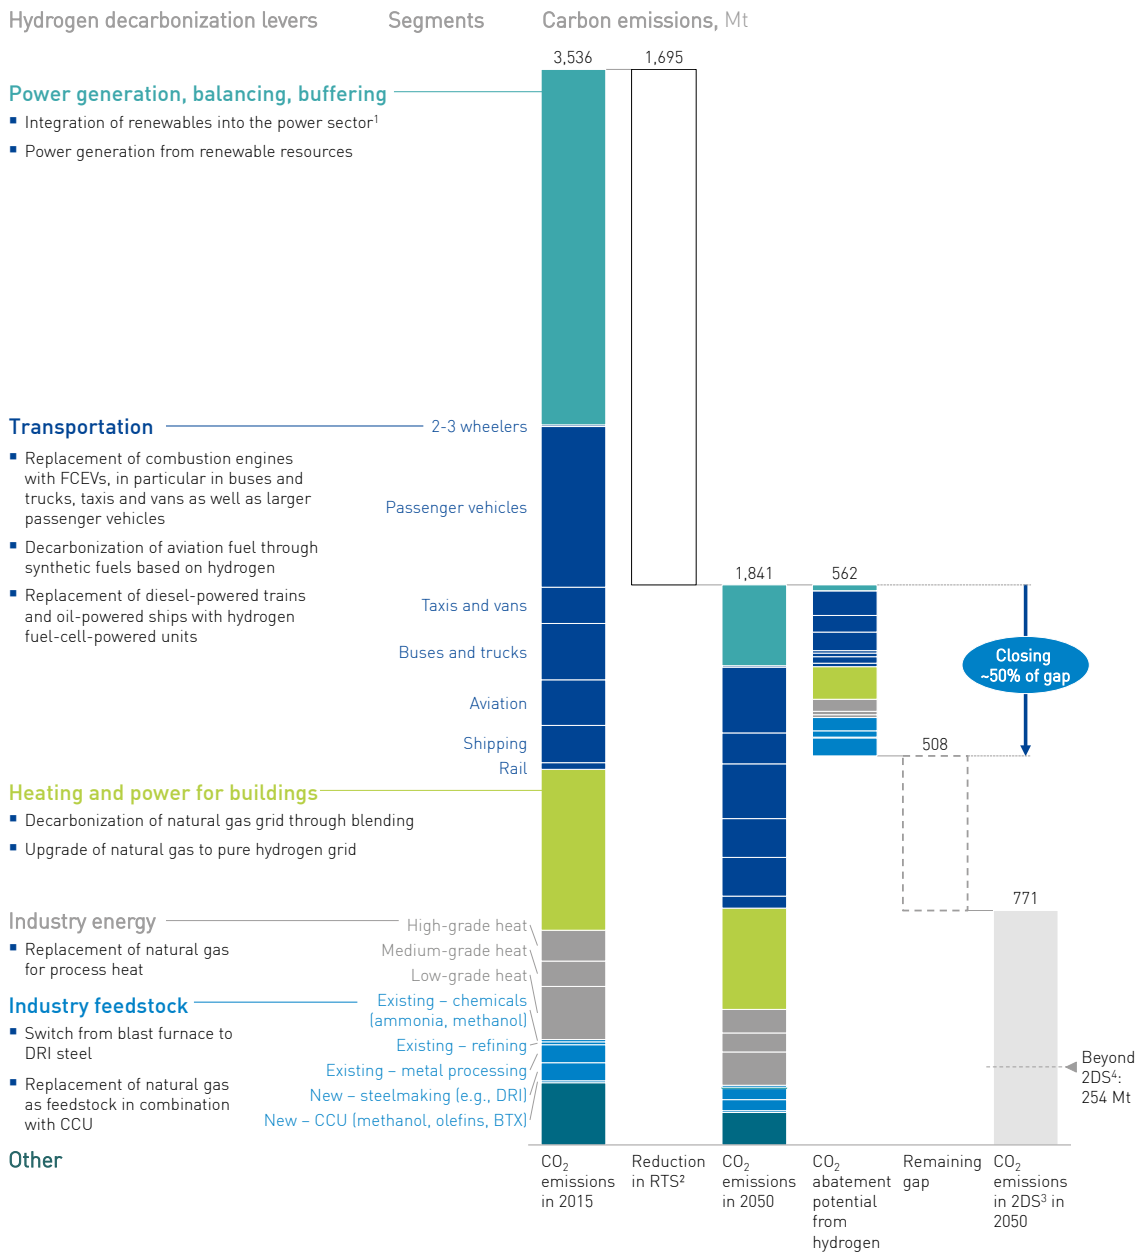 Hydrogen decarbonization levers
Segments
Carbon emissions, Mt
3,536
1,695
Power generation, balancing, buffering
Integration of renewables into the power sector¹
Power generation from renewable resources
Transportation
2-3 wheelers
Replacement of combustion engines
with FCEVs, in particular in buses and
trucks, taxis and vans as well as larger
passenger vehicles
Decarbonization of aviation fuel through
synthetic fuels based on hydrogen
Replacement of diesel-powered trains
and oil-powered ships with hydrogen
fuel-cell-powered units
Passenger vehicles
Taxis and vans
Buses and trucks
Aviation
Shipping
Rail
1,841
562
Closing
~50% of gap
508
771
Heating and power for buildings
Decarbonization of natural gas grid through blending
Upgrade of natural gas to pure hydrogen grid
Industry energy
Replacement of natural gas
for process heat
High-grade heat
Medium-grade heat
Low-grade heat
Industry feedstock
Switch from blast furnace to
DRI steel
Replacement of natural gas
as feedstock in combination
with CCU
Existing – chemicals
(ammonia, methanol)
Existing – refining
Existing – metal processing
New – steelmaking (e.g., DRI)
New – CCU (methanol, olefins, BTX)
Beyond
2DS⁴:
254 Mt
Other
CO₂
emissions
in 2015
Reduction
in RTS²
CO₂
emissions
in 2050
CO₂
abatement
potential
from
hydrogen
Remaining
gap
CO₂
emissions
in 2DS³ in
2050